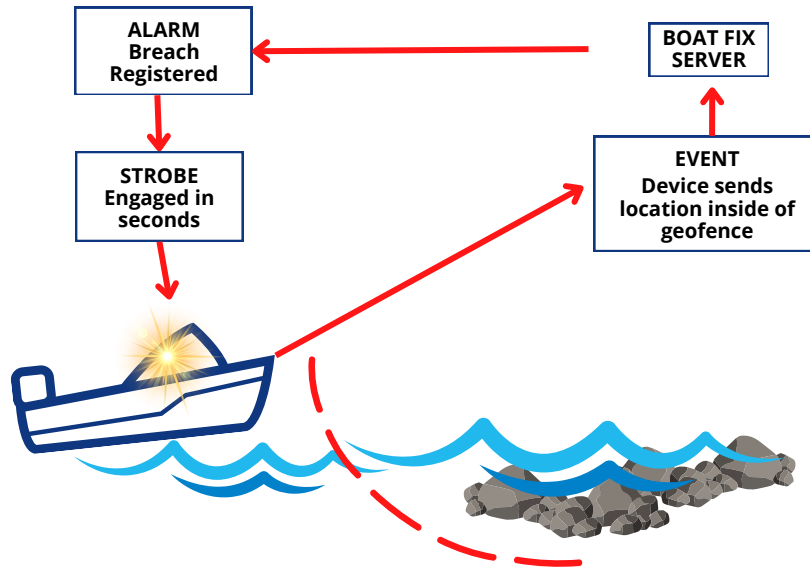 ALARM
Breach
Registered
BOAT FIX
SERVER
STROBE
Engaged in
seconds
EVENT
Device sends
location inside of
geofence